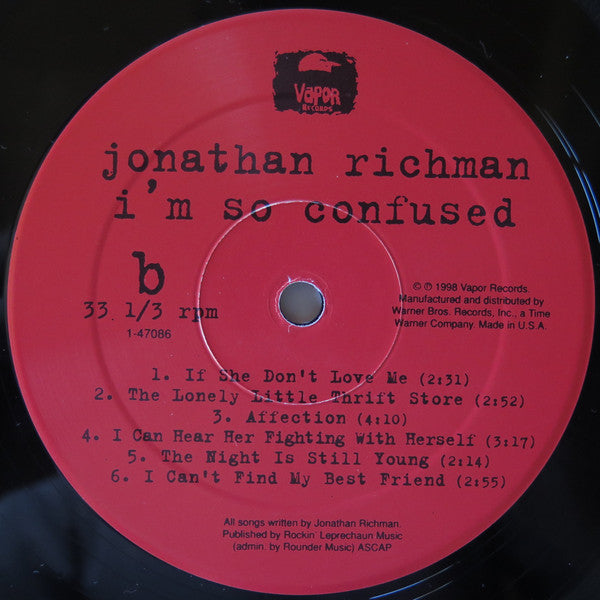 VAPOR
RECORDS
jonathan richman
i'm so confused
b
33 1/3 rpm
1-47086
© ℗ 1998 Vapor Records.
Manufactured and distributed by
Warner Bros. Records, Inc., a Time
Warner Company. Made in U.S.A.
1. If She Don't Love Me (2:31)
2. The Lonely Little Thrift Store (2:52)
3. Affection (4:10)
4. I Can Hear Her Fighting With Herself (3:17)
5. The Night Is Still Young (2:14)
6. I Can't Find My Best Friend (2:55)
All songs written by Jonathan Richman.
Published by Rockin' Leprechaun Music
(admin. by Rounder Music) ASCAP